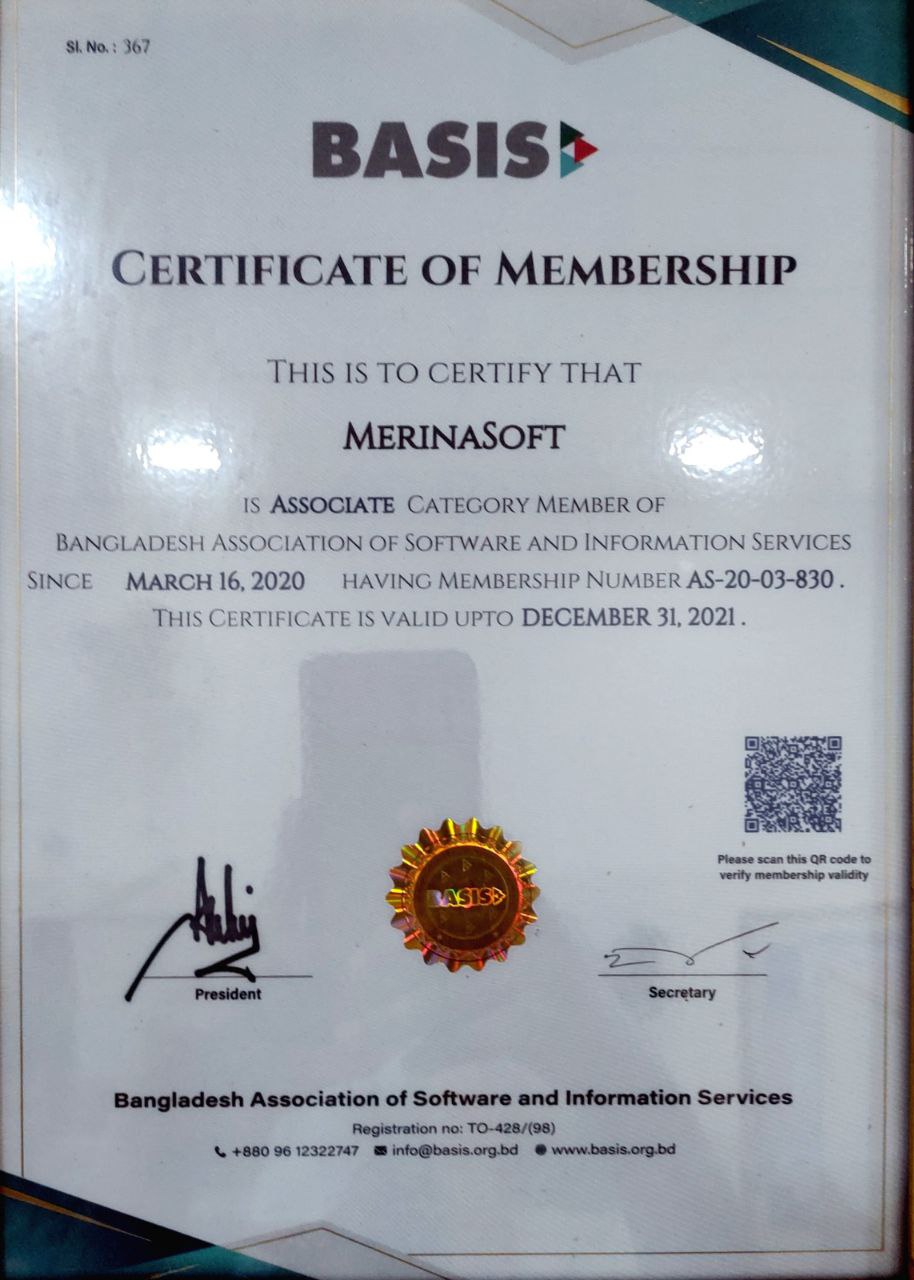 Sl. No. : 367
BASIS
CERTIFICATE OF MEMBERSHIP
THIS IS TO CERTIFY THAT
MERINASOFT
IS ASSOCIATE CATEGORY MEMBER OF
BANGLADESH ASSOCIATION OF SOFTWARE AND INFORMATION SERVICES
SINCE MARCH 16, 2020 HAVING MEMBERSHIP NUMBER AS-20-03-830 .
THIS CERTIFICATE IS VALID UPTO DECEMBER 31, 2021 .
Please scan this QR code to
verify membership validity
BASIS
President
Secretary
Bangladesh Association of Software and Information Services
Registration no: TO-428/(98)
+880 96 12322747 info@basis.org.bd www.basis.org.bd